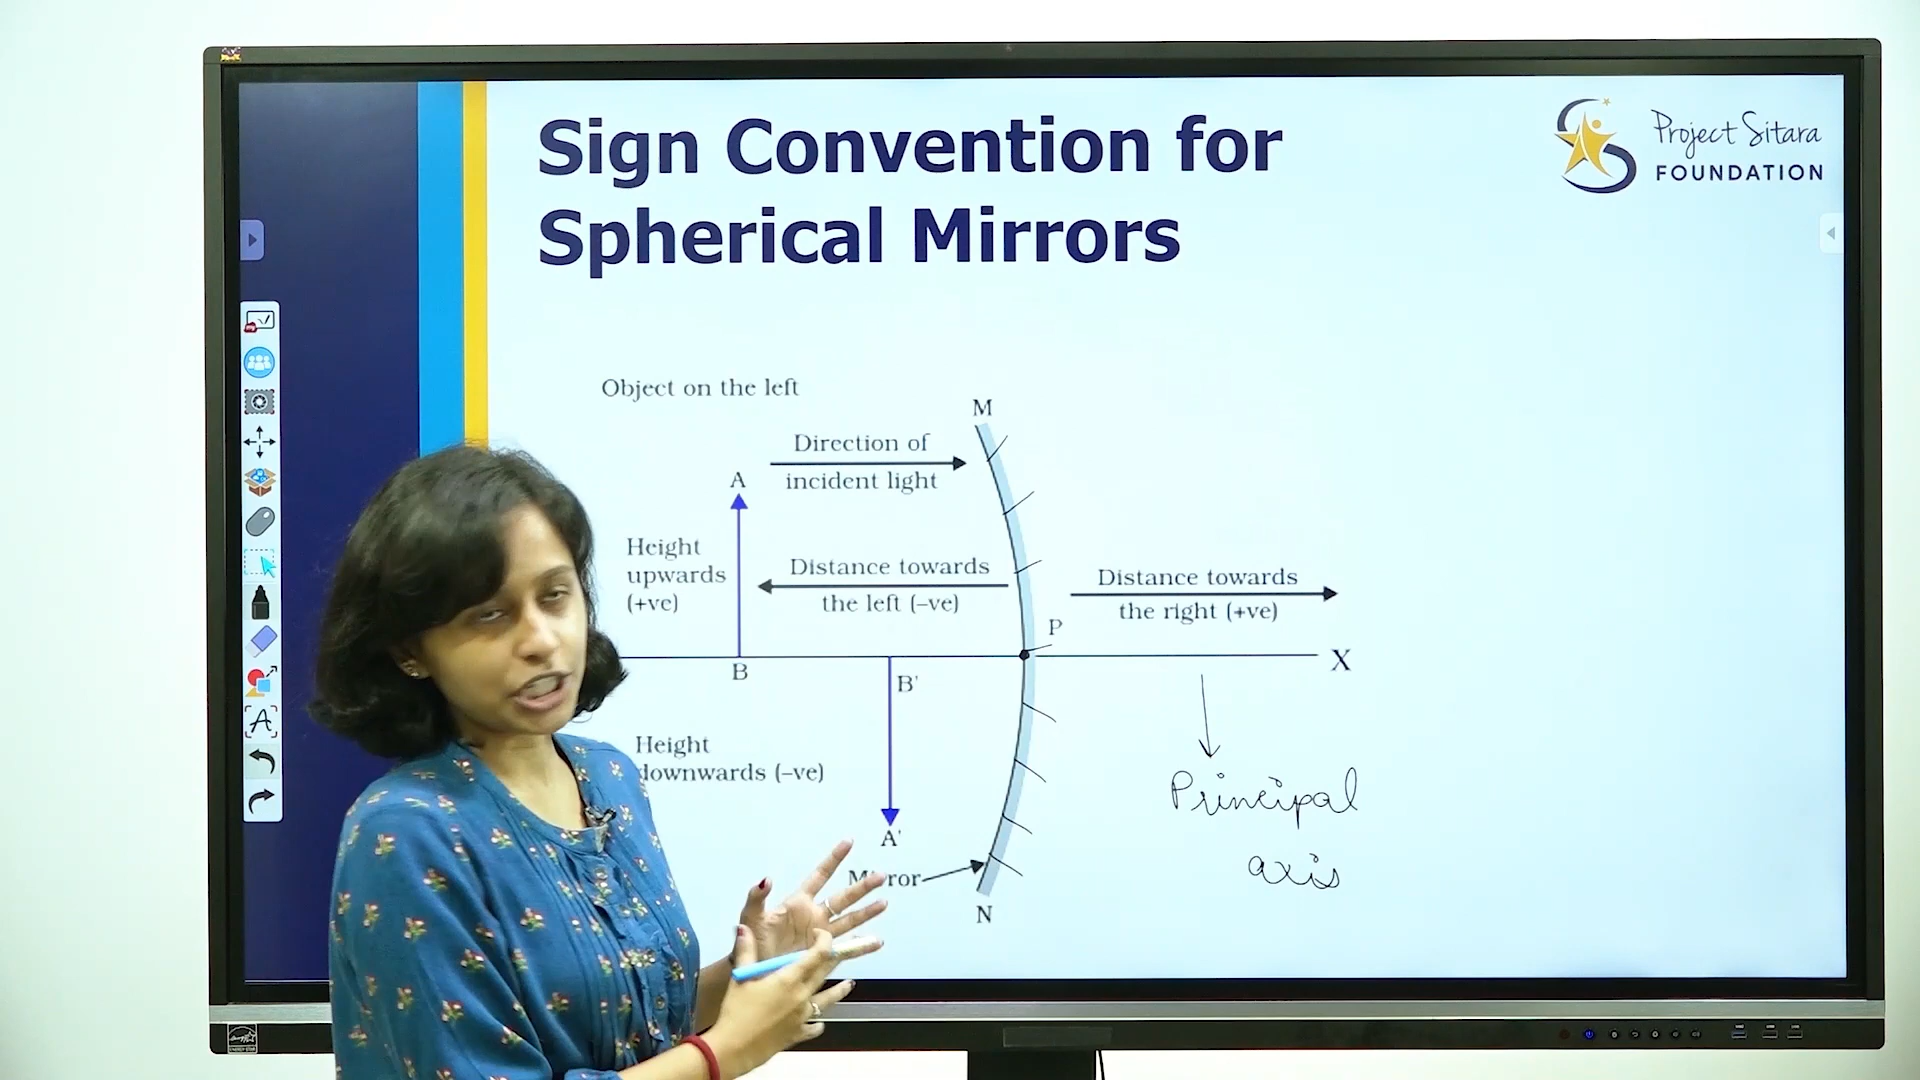 Sign Convention for
Spherical Mirrors
Project Sitara
FOUNDATION
Object on the left
M
Direction of
incident light
A
Height
upwards
(+ve)
Distance towards
the left (–ve)
Distance towards
the right (+ve)
P
X
B
B'
Height
downwards (–ve)
A'
Mirror
N
Principal
axis